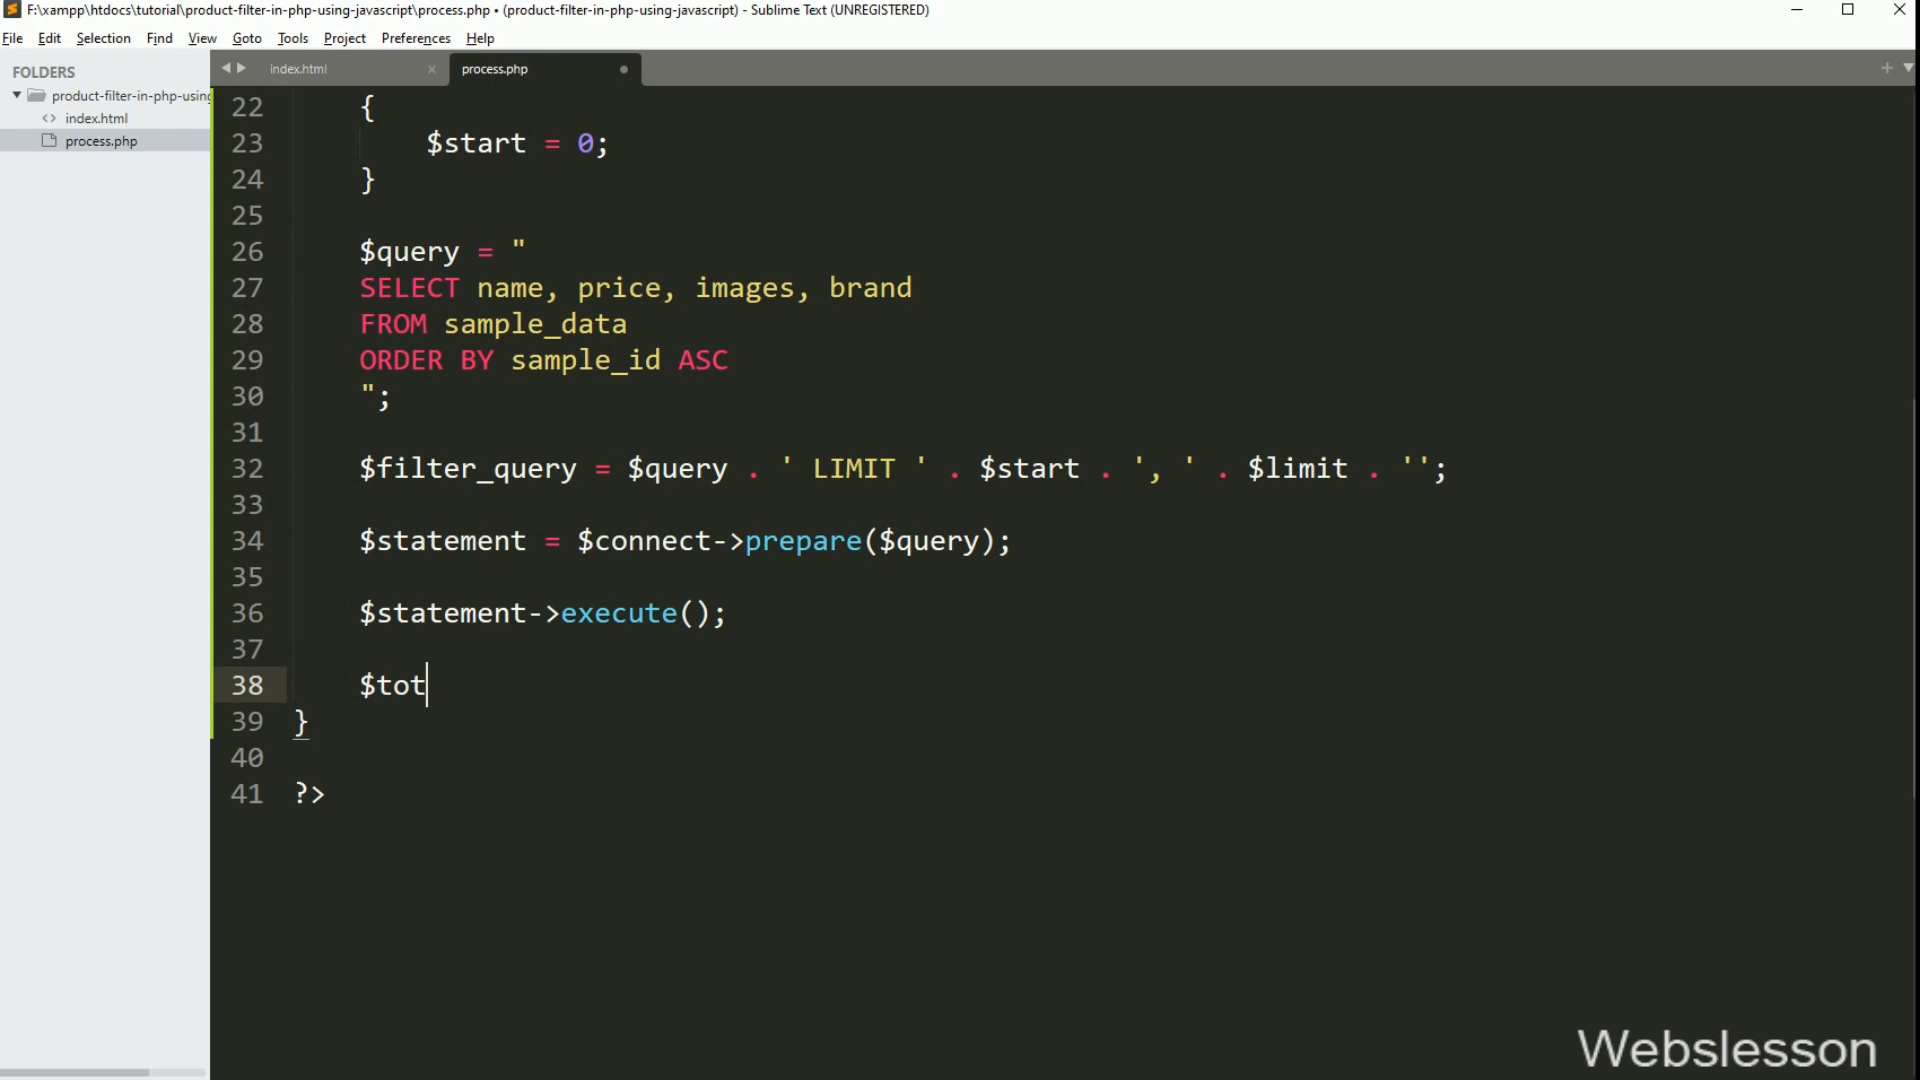 F:\xampp\htdocs\tutorial\product-filter-in-php-using-javascript\process.php • (product-filter-in-php-using-javascript) - Sublime Text (UNREGISTERED)
File Edit Selection Find View Goto Tools Project Preferences Help
FOLDERS
product-filter-in-php-using
index.html
process.php
index.html process.php
22 {
23 $start = 0;
24 }
25
26 $query = "
27 SELECT name, price, images, brand
28 FROM sample_data
29 ORDER BY sample_id ASC
30 ";
31
32 $filter_query = $query . ' LIMIT ' . $start . ', ' . $limit . '';
33
34 $statement = $connect->prepare($query);
35
36 $statement->execute();
37
38 $tot
39 }
40
41 ?>
Webslesson